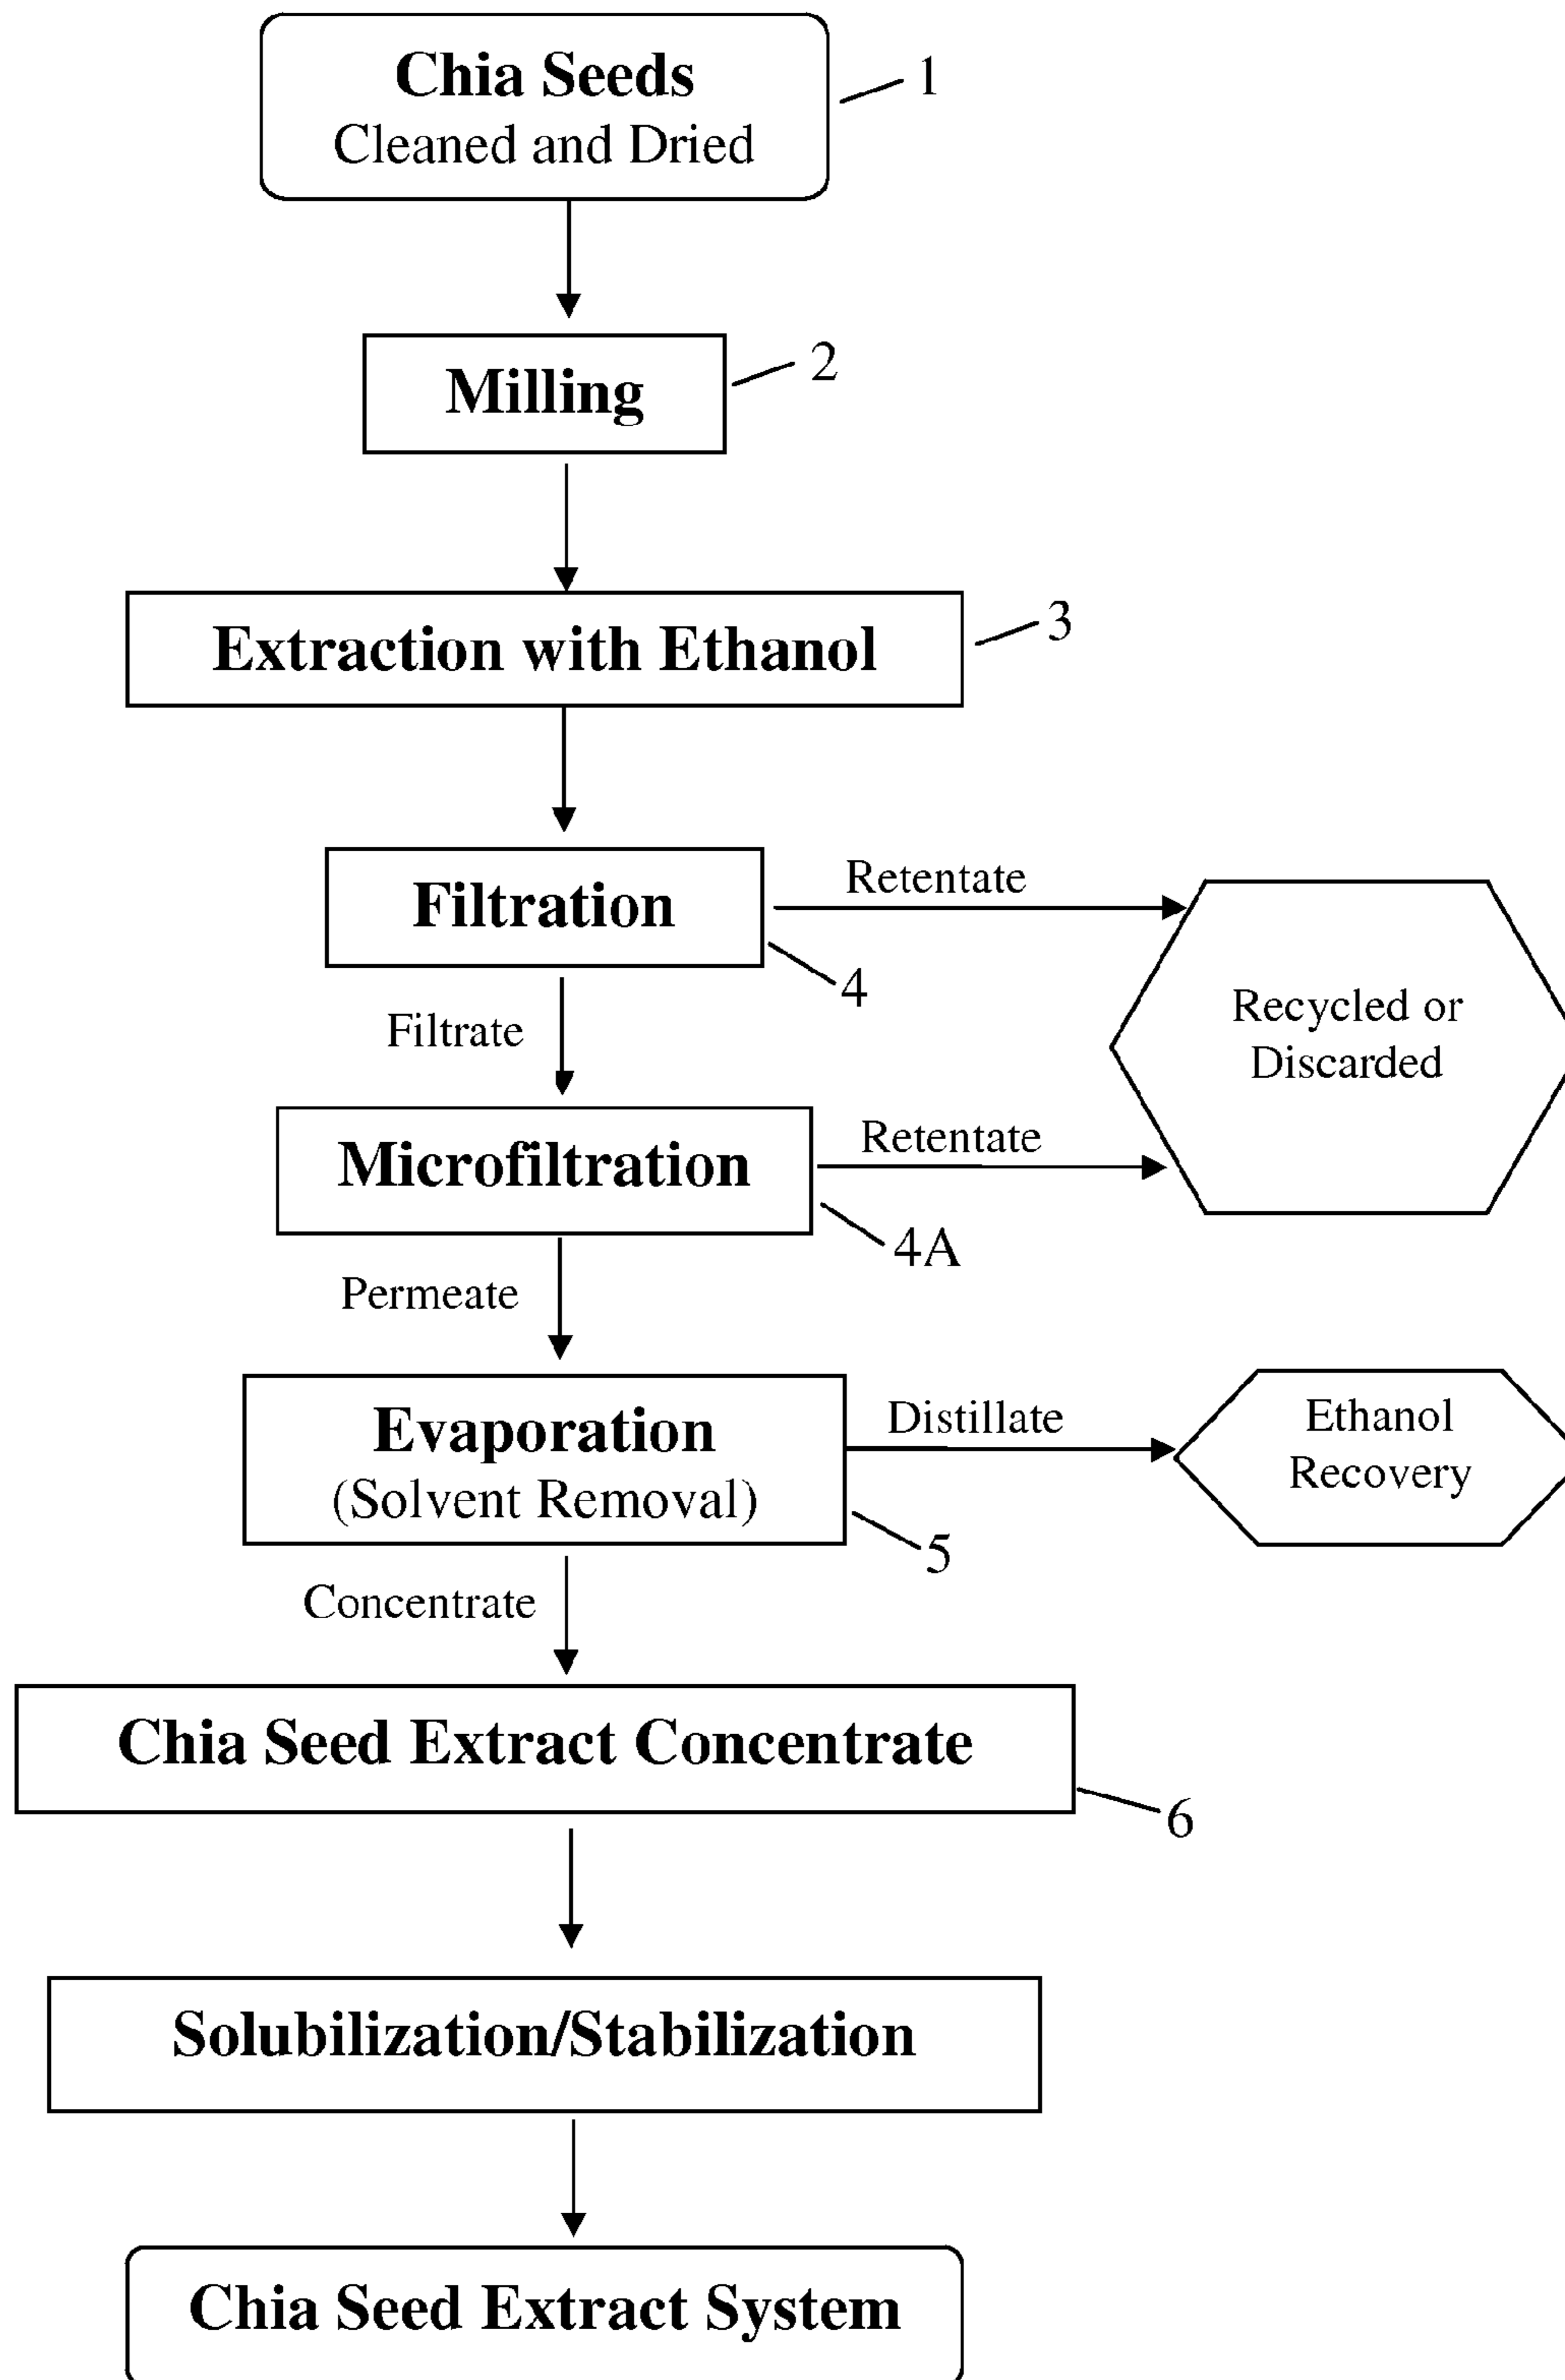 Chia Seeds
Cleaned and Dried
1
Milling
2
Extraction with Ethanol
3
Filtration
Retentate
4
Recycled or
Discarded
Filtrate
Microfiltration
Retentate
4A
Permeate
Evaporation
(Solvent Removal)
Distillate
Ethanol
Recovery
5
Concentrate
Chia Seed Extract Concentrate
6
Solubilization/Stabilization
Chia Seed Extract System